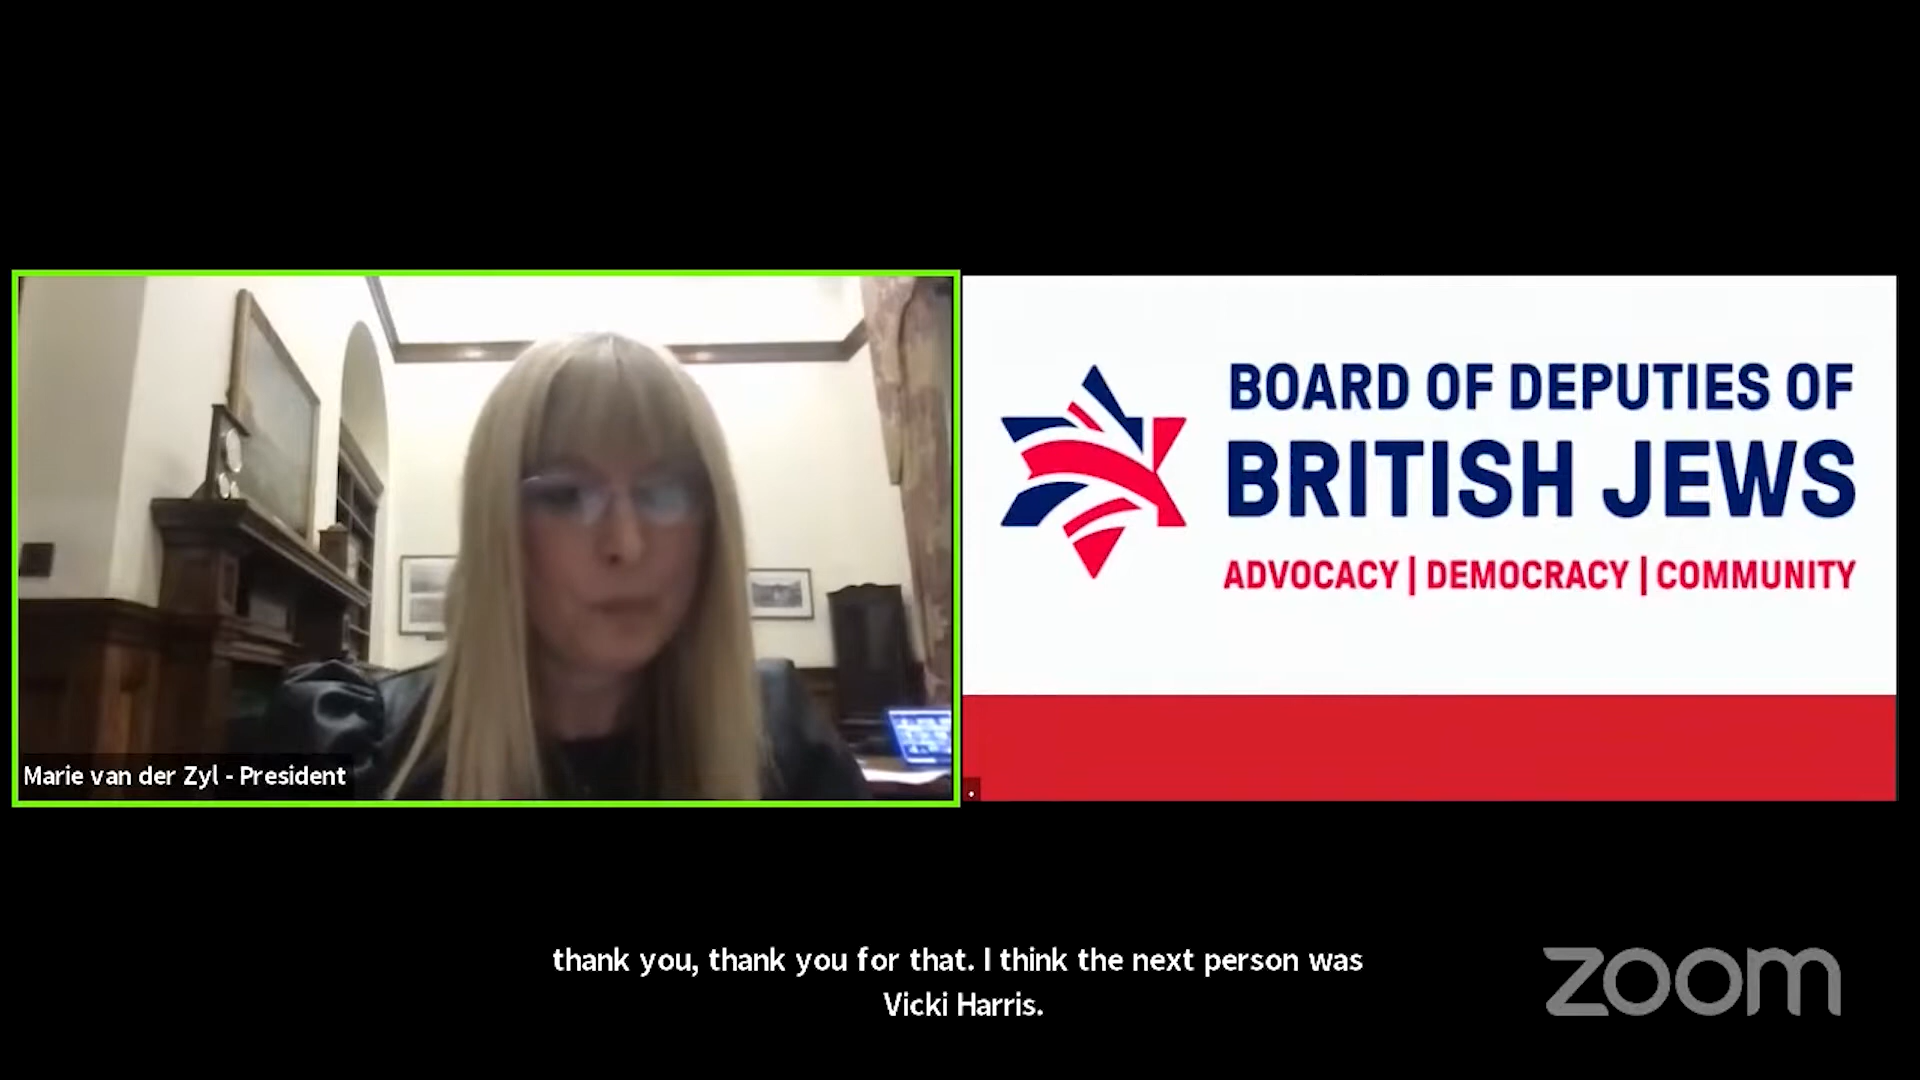 BOARD OF DEPUTIES OF
BRITISH JEWS
ADVOCACY | DEMOCRACY | COMMUNITY
Marie van der Zyl - President
.
thank you, thank you for that. I think the next person was
Vicki Harris.
zoom